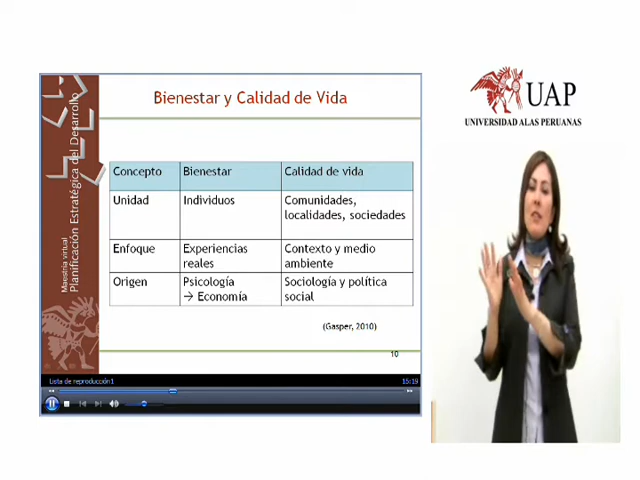 Bienestar y Calidad de Vida
Maestría virtual
Planificación Estratégica del Desarrollo
Concepto Bienestar Calidad de vida
Unidad Individuos Comunidades,
localidades, sociedades
Enfoque Experiencias Contexto y medio
reales ambiente
Origen Psicología Sociología y política
→ Economía social
(Gasper, 2010)
10
Lista de reproducción1 15:19
UAP
UNIVERSIDAD ALAS PERUANAS